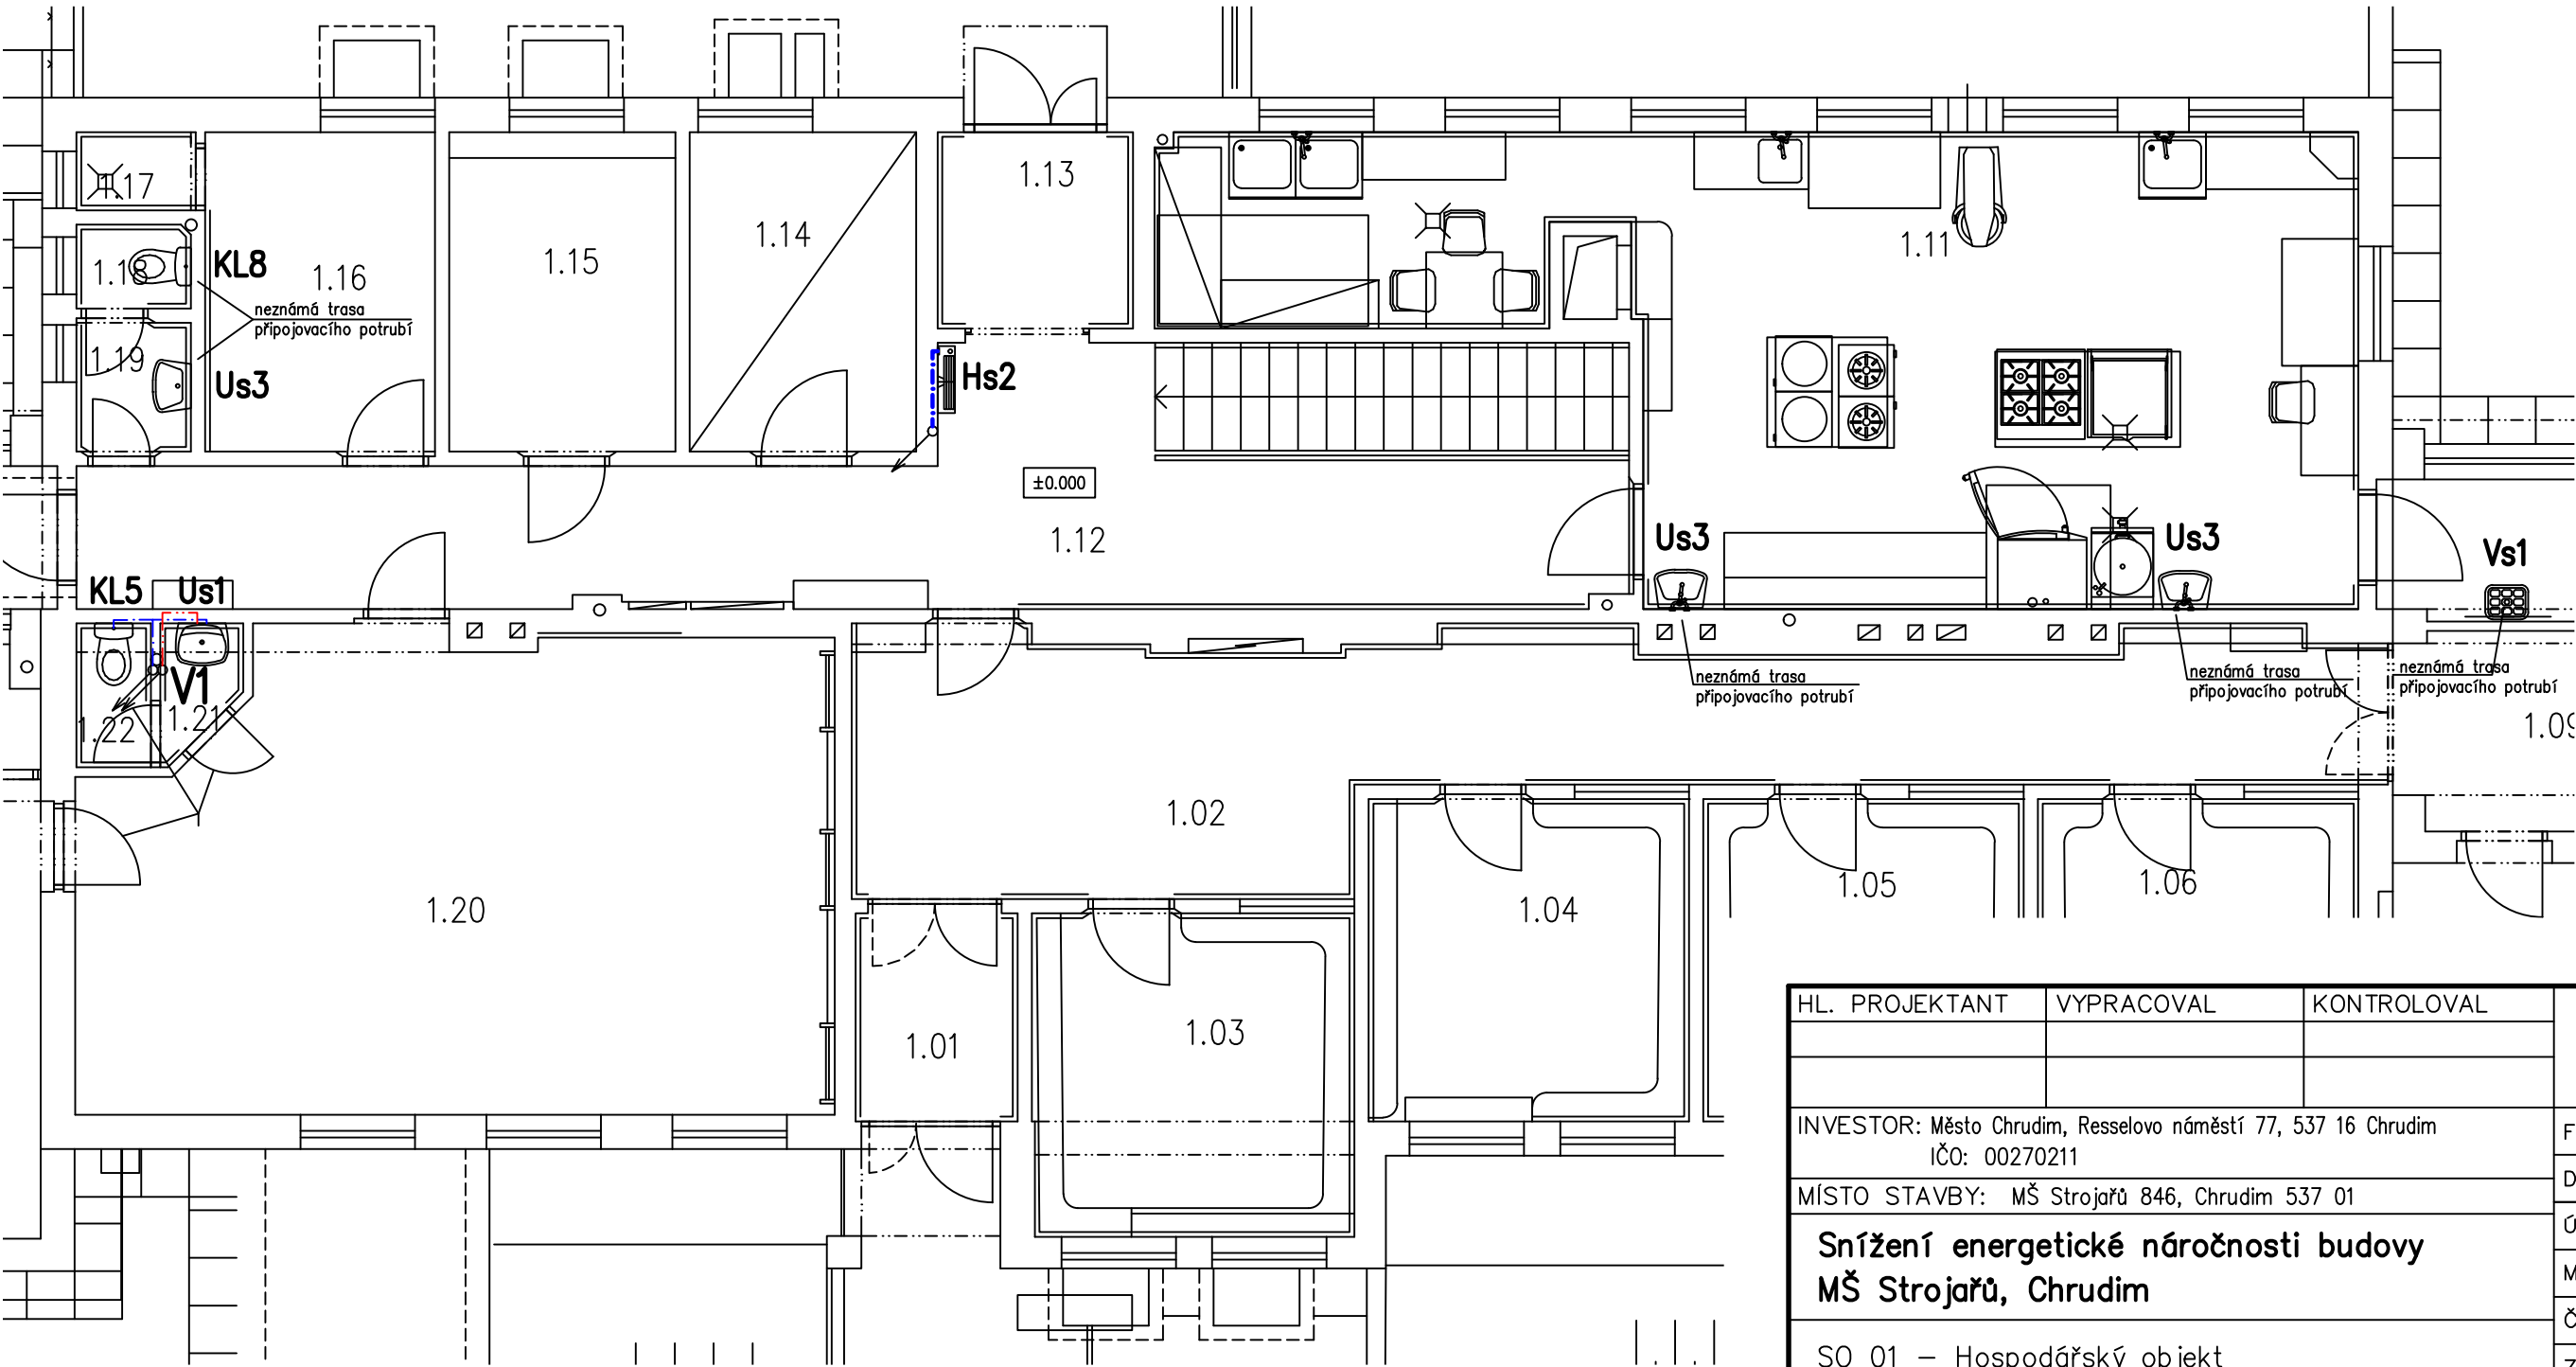 1.17
1.18
KL8
1.16
neznámá trasa
připojovacího potrubí
1.19
Us3
1.15
1.14
1.13
Hs2
±0.000
1.12
1.11
Us3
Us3
Vs1
KL5
Us1
V1
1.22
1.21
neznámá trasa
připojovacího potrubí
neznámá trasa
připojovacího potrubí
neznámá trasa
připojovacího potrubí
1.09
1.02
1.20
1.04
1.05
1.06
1.01
1.03
HL. PROJEKTANT
VYPRACOVAL
KONTROLOVAL
INVESTOR: Město Chrudim, Resselovo náměstí 77, 537 16 Chrudim
IČO: 00270211
MÍSTO STAVBY: MŠ Strojařů 846, Chrudim 537 01
Snížení energetické náročnosti budovy
MŠ Strojařů, Chrudim
SO 01 – Hospodářský objekt